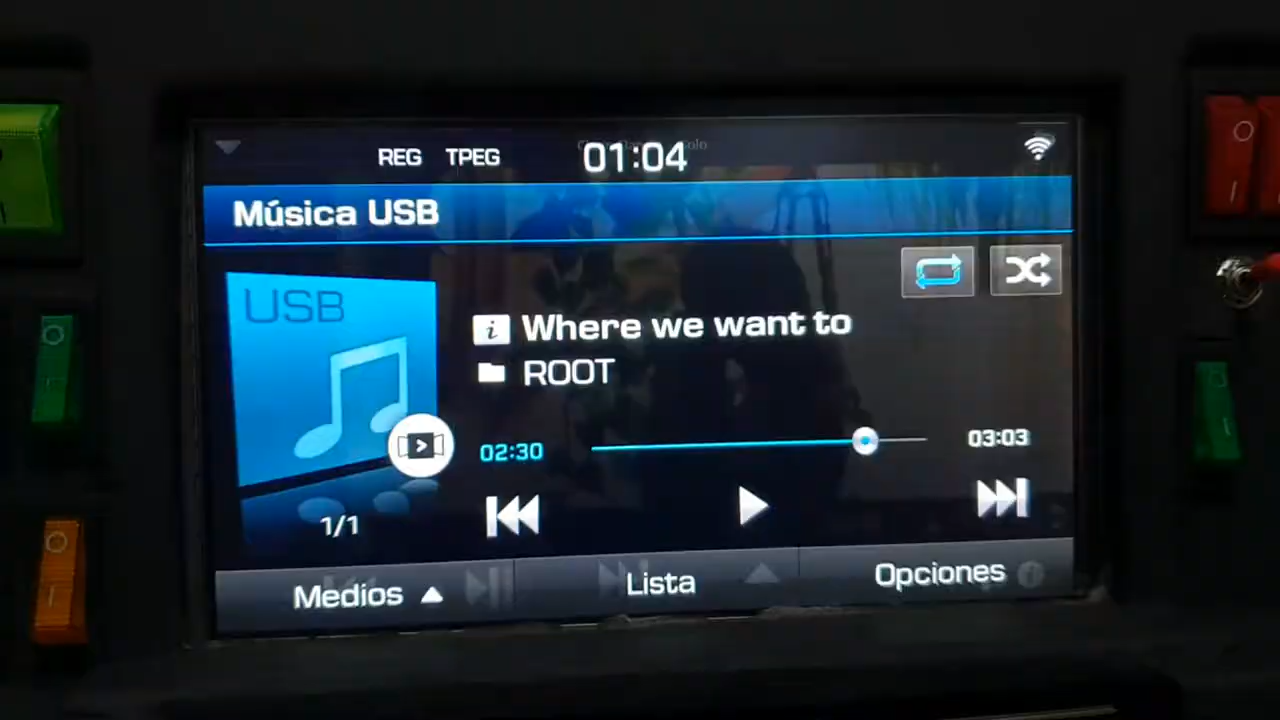 REG TPEG 01:04
Música USB
USB
Where we want to
ROOT
02:30 03:03
1/1
Medios Lista Opciones